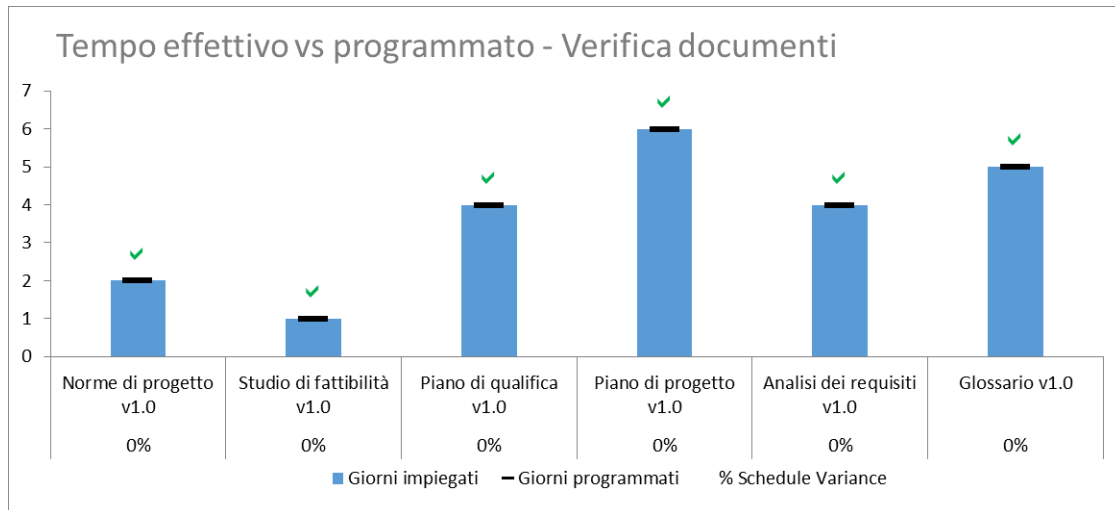 Tempo effettivo vs programmato - Verifica documenti
7
6
5
4
3
2
1
0
Norme di progetto v1.0
Studio di fattibilità v1.0
Piano di qualifica v1.0
Piano di progetto v1.0
Analisi dei requisiti v1.0
Glossario v1.0
0% 0% 0% 0% 0% 0%
Giorni impiegati Giorni programmati % Schedule Variance